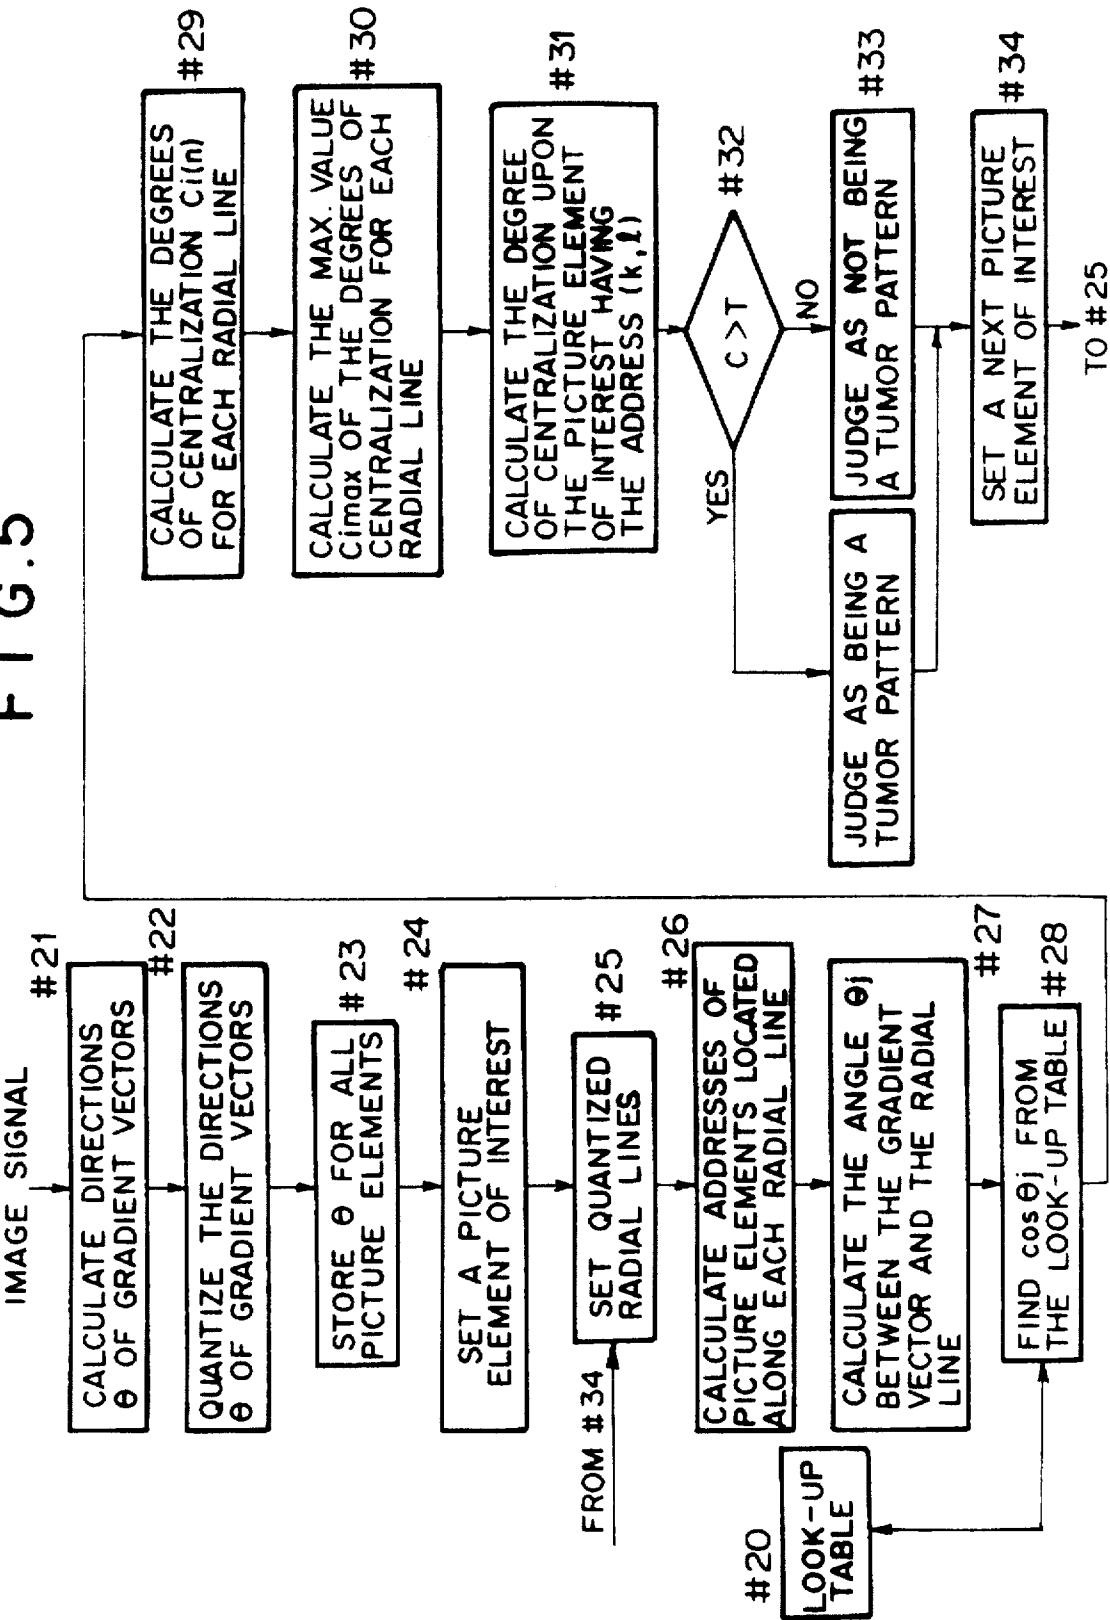 FIG.5
IMAGE SIGNAL
#21
CALCULATE DIRECTIONS
θ OF GRADIENT VECTORS
#22
QUANTIZE THE DIRECTIONS
θ OF GRADIENT VECTORS
#23
STORE θ FOR ALL
PICTURE ELEMENTS
#24
SET A PICTURE
ELEMENT OF INTEREST
#25
SET QUANTIZED
RADIAL LINES
FROM #34
#26
CALCULATE ADDRESSES OF
PICTURE ELEMENTS LOCATED
ALONG EACH RADIAL LINE
#27
CALCULATE THE ANGLE θj
BETWEEN THE GRADIENT
VECTOR AND THE RADIAL
LINE
#28
FIND cosθj FROM
THE LOOK-UP TABLE
#20
LOOK-UP
TABLE
#29
CALCULATE THE DEGREES
OF CENTRALIZATION Ci(n)
FOR EACH RADIAL LINE
#30
CALCULATE THE MAX. VALUE
Cimax OF THE DEGREES OF
CENTRALIZATION FOR EACH
RADIAL LINE
#31
CALCULATE THE DEGREE
OF CENTRALIZATION UPON
THE PICTURE ELEMENT
OF INTEREST HAVING
THE ADDRESS (k,ℓ)
#32
C>T
YES
NO
JUDGE AS BEING A
TUMOR PATTERN
#33
JUDGE AS NOT BEING
A TUMOR PATTERN
#34
SET A NEXT PICTURE
ELEMENT OF INTEREST
TO #25